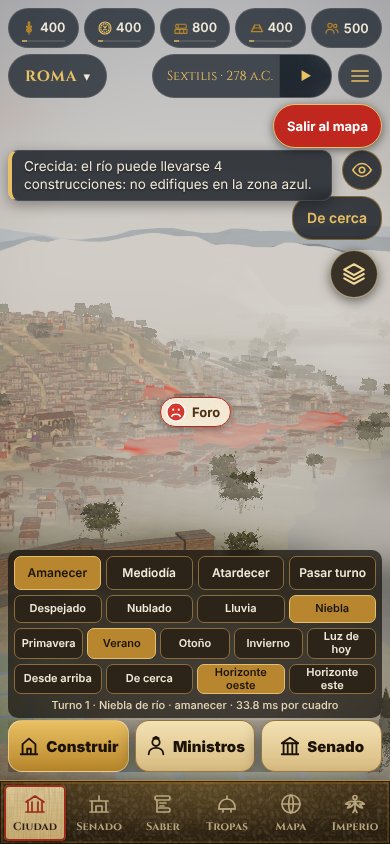 400
400
800
400
500
ROMA ▾
Sextilis · 278 a.C.
Salir al mapa
Crecida: el río puede llevarse 4
construcciones: no edifiques en la zona azul.
De cerca
Foro
Amanecer
Mediodía
Atardecer
Pasar turno
Despejado
Nublado
Lluvia
Niebla
Primavera
Verano
Otoño
Invierno
Luz de
hoy
Desde arriba
De cerca
Horizonte
oeste
Horizonte
este
Turno 1 · Niebla de río · amanecer · 33.8 ms por cuadro
Construir
Ministros
Senado
Ciudad
Senado
Saber
Tropas
Mapa
Imperio